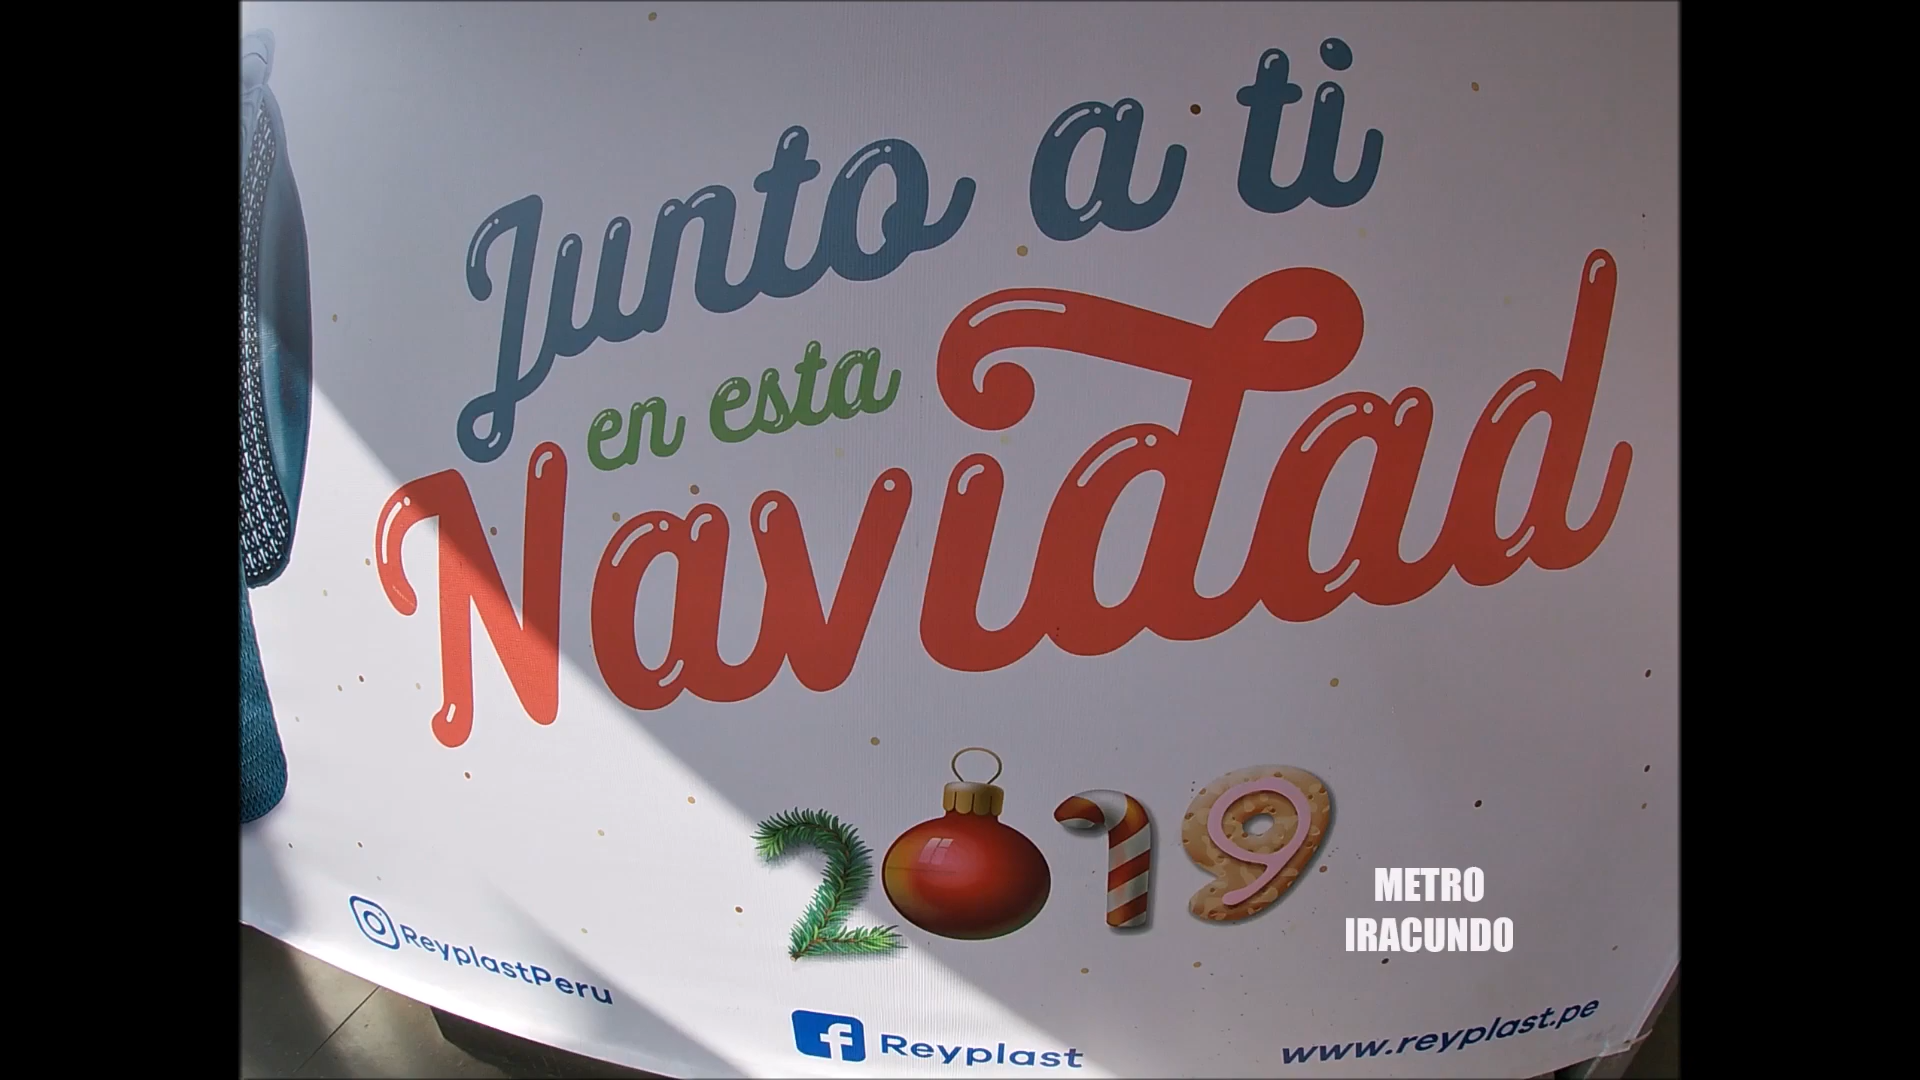 Junto a ti
en esta
Navidad
2019
METRO
IRACUNDO
ReyplastPeru
Reyplast
www.reyplast.pe